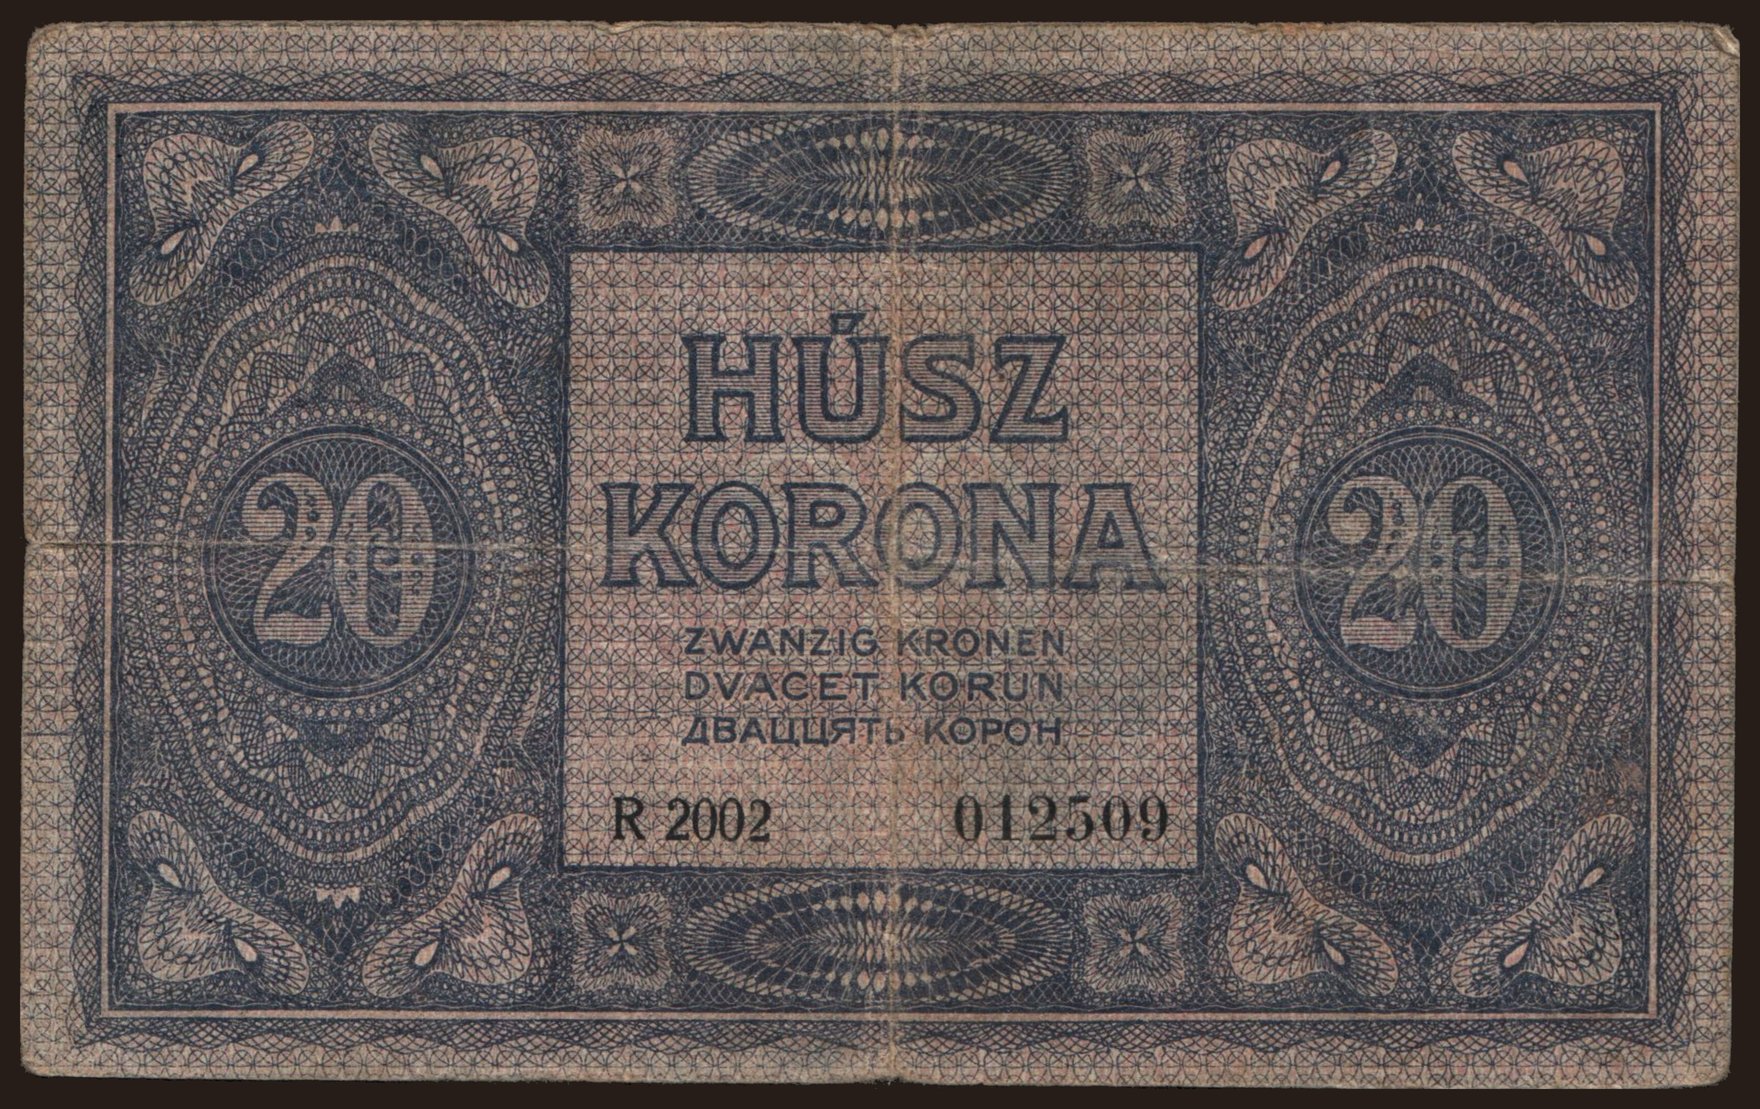 HÚSZ
KORONA
20
20
ZWANZIG KRONEN
DVACET KORUN
ДВАЦЦЯТЬ КОРОН
R 2002 012509